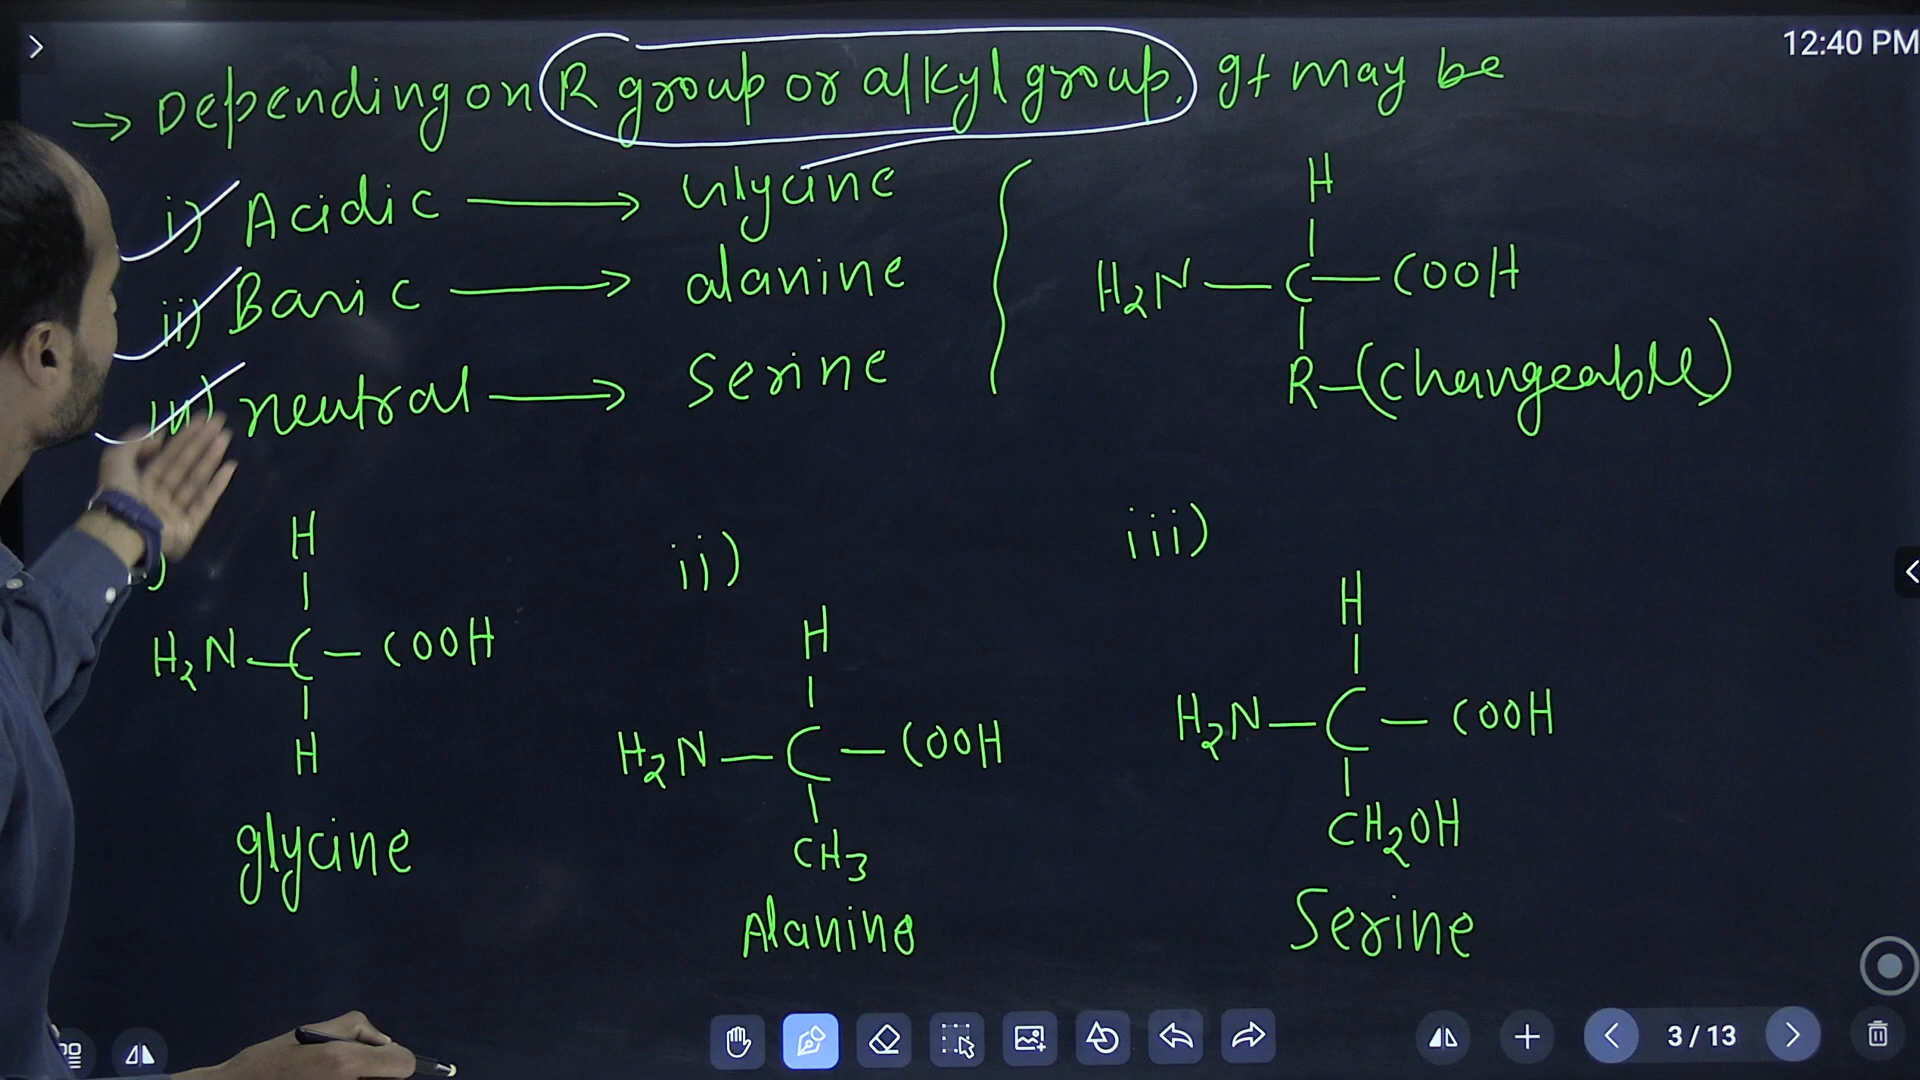 12:40 PM
→ Depending on R group or alkyl group. It may be
i) Acidic → Glycine
ii) Basic → alanine
iii) neutral → Serine
H
H₂N — C — COOH
R — (changeable)
)
H
H₂N — C — COOH
H
glycine
ii)
H
H₂N — C — COOH
CH₃
Alanine
iii)
H
H₂N — C — COOH
CH₂OH
Serine
3 / 13